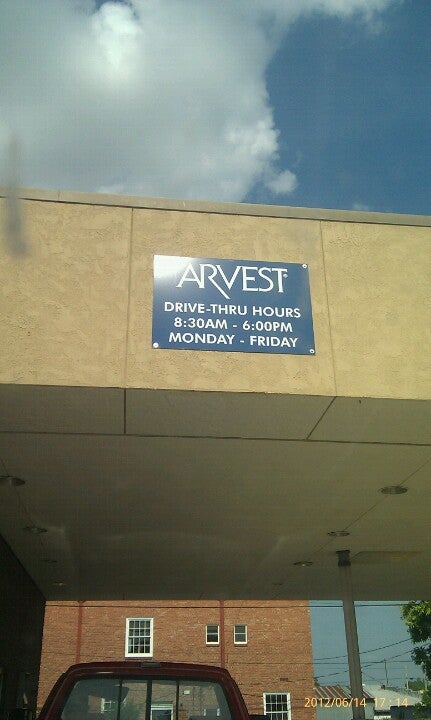 ARVEST®
DRIVE-THRU HOURS
8:30AM - 6:00PM
MONDAY - FRIDAY
2012/06/14 17:14